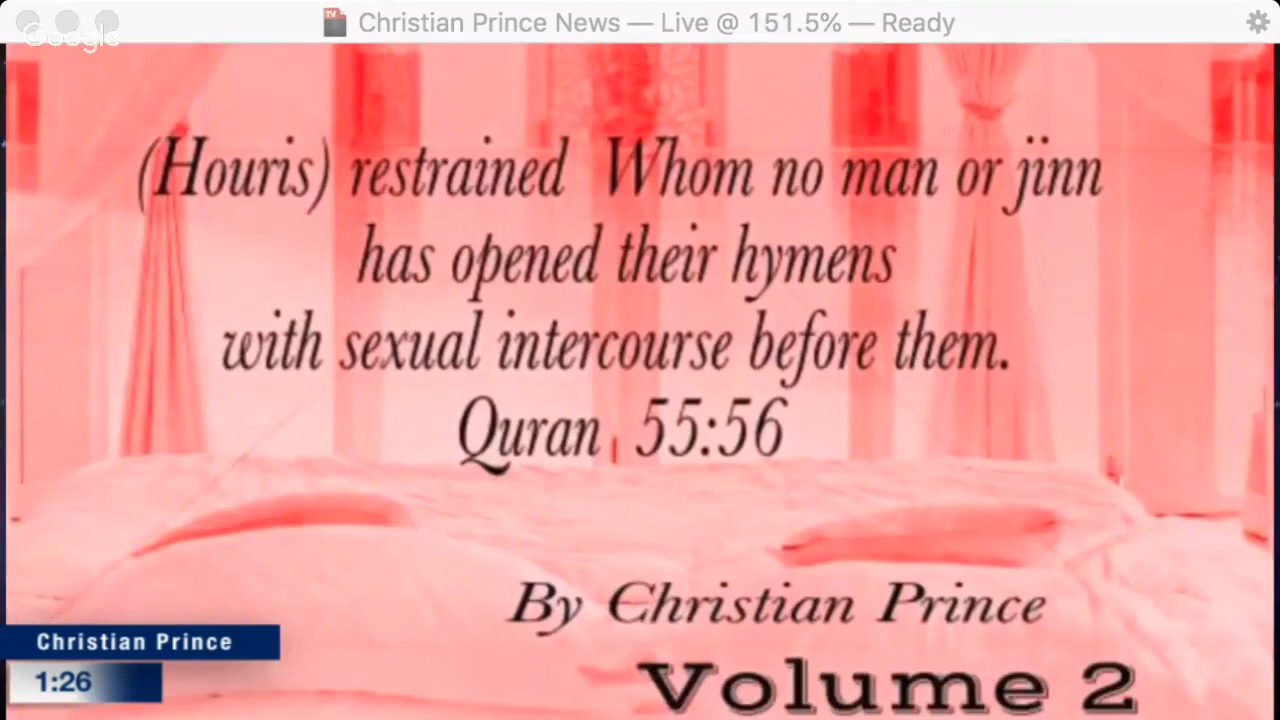 Christian Prince News — Live @ 151.5% — Ready
Google
(Houris) restrained Whom no man or jinn
has opened their hymens
with sexual intercourse before them.
Quran 55:56
By Christian Prince
Volume 2
Christian Prince
1:26